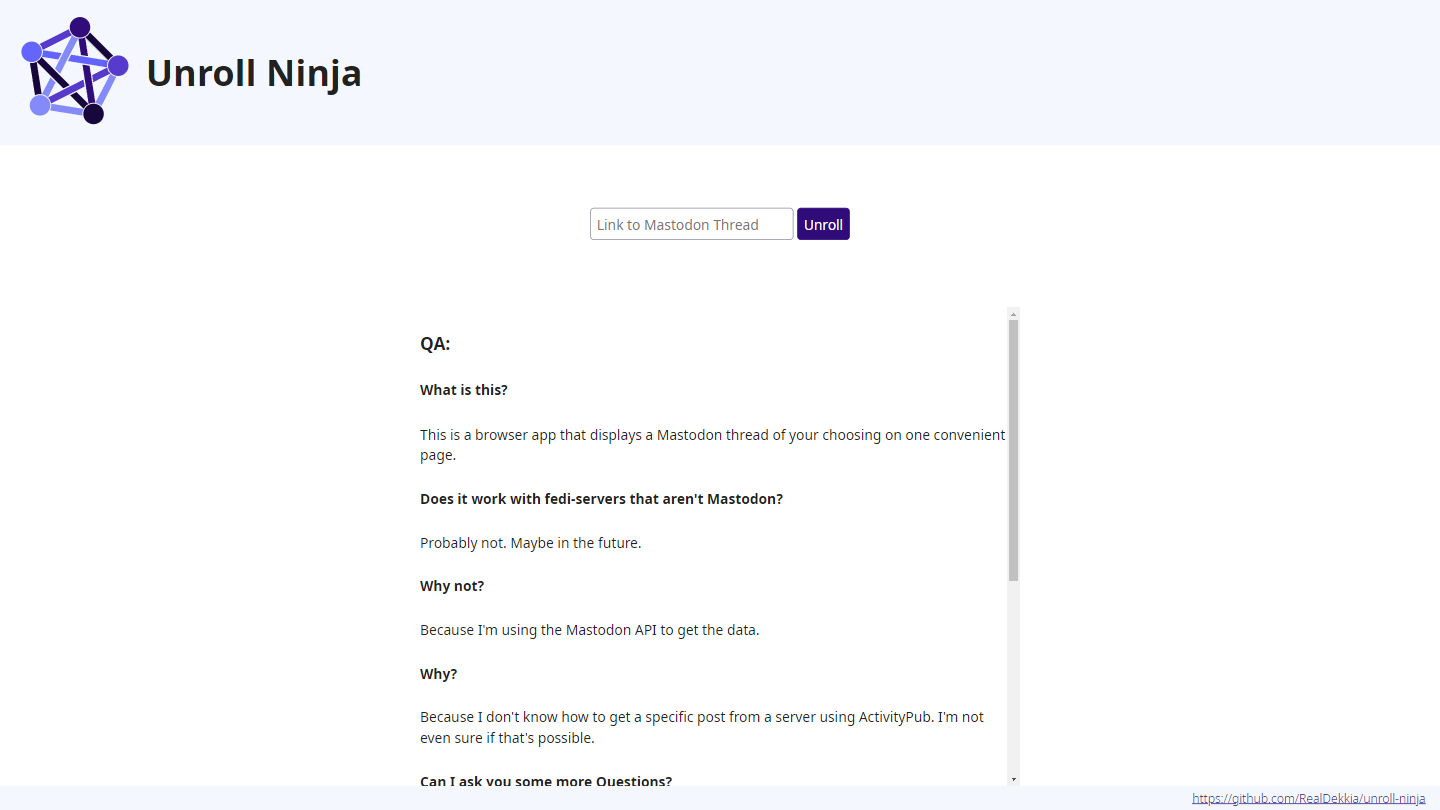 Unroll Ninja
Link to Mastodon Thread
Unroll
QA:
What is this?
This is a browser app that displays a Mastodon thread of your choosing on one convenient
page.
Does it work with fedi-servers that aren't Mastodon?
Probably not. Maybe in the future.
Why not?
Because I'm using the Mastodon API to get the data.
Why?
Because I don't know how to get a specific post from a server using ActivityPub. I'm not
even sure if that's possible.
Can I ask you some more Questions?
https://github.com/RealDekkia/unroll-ninja